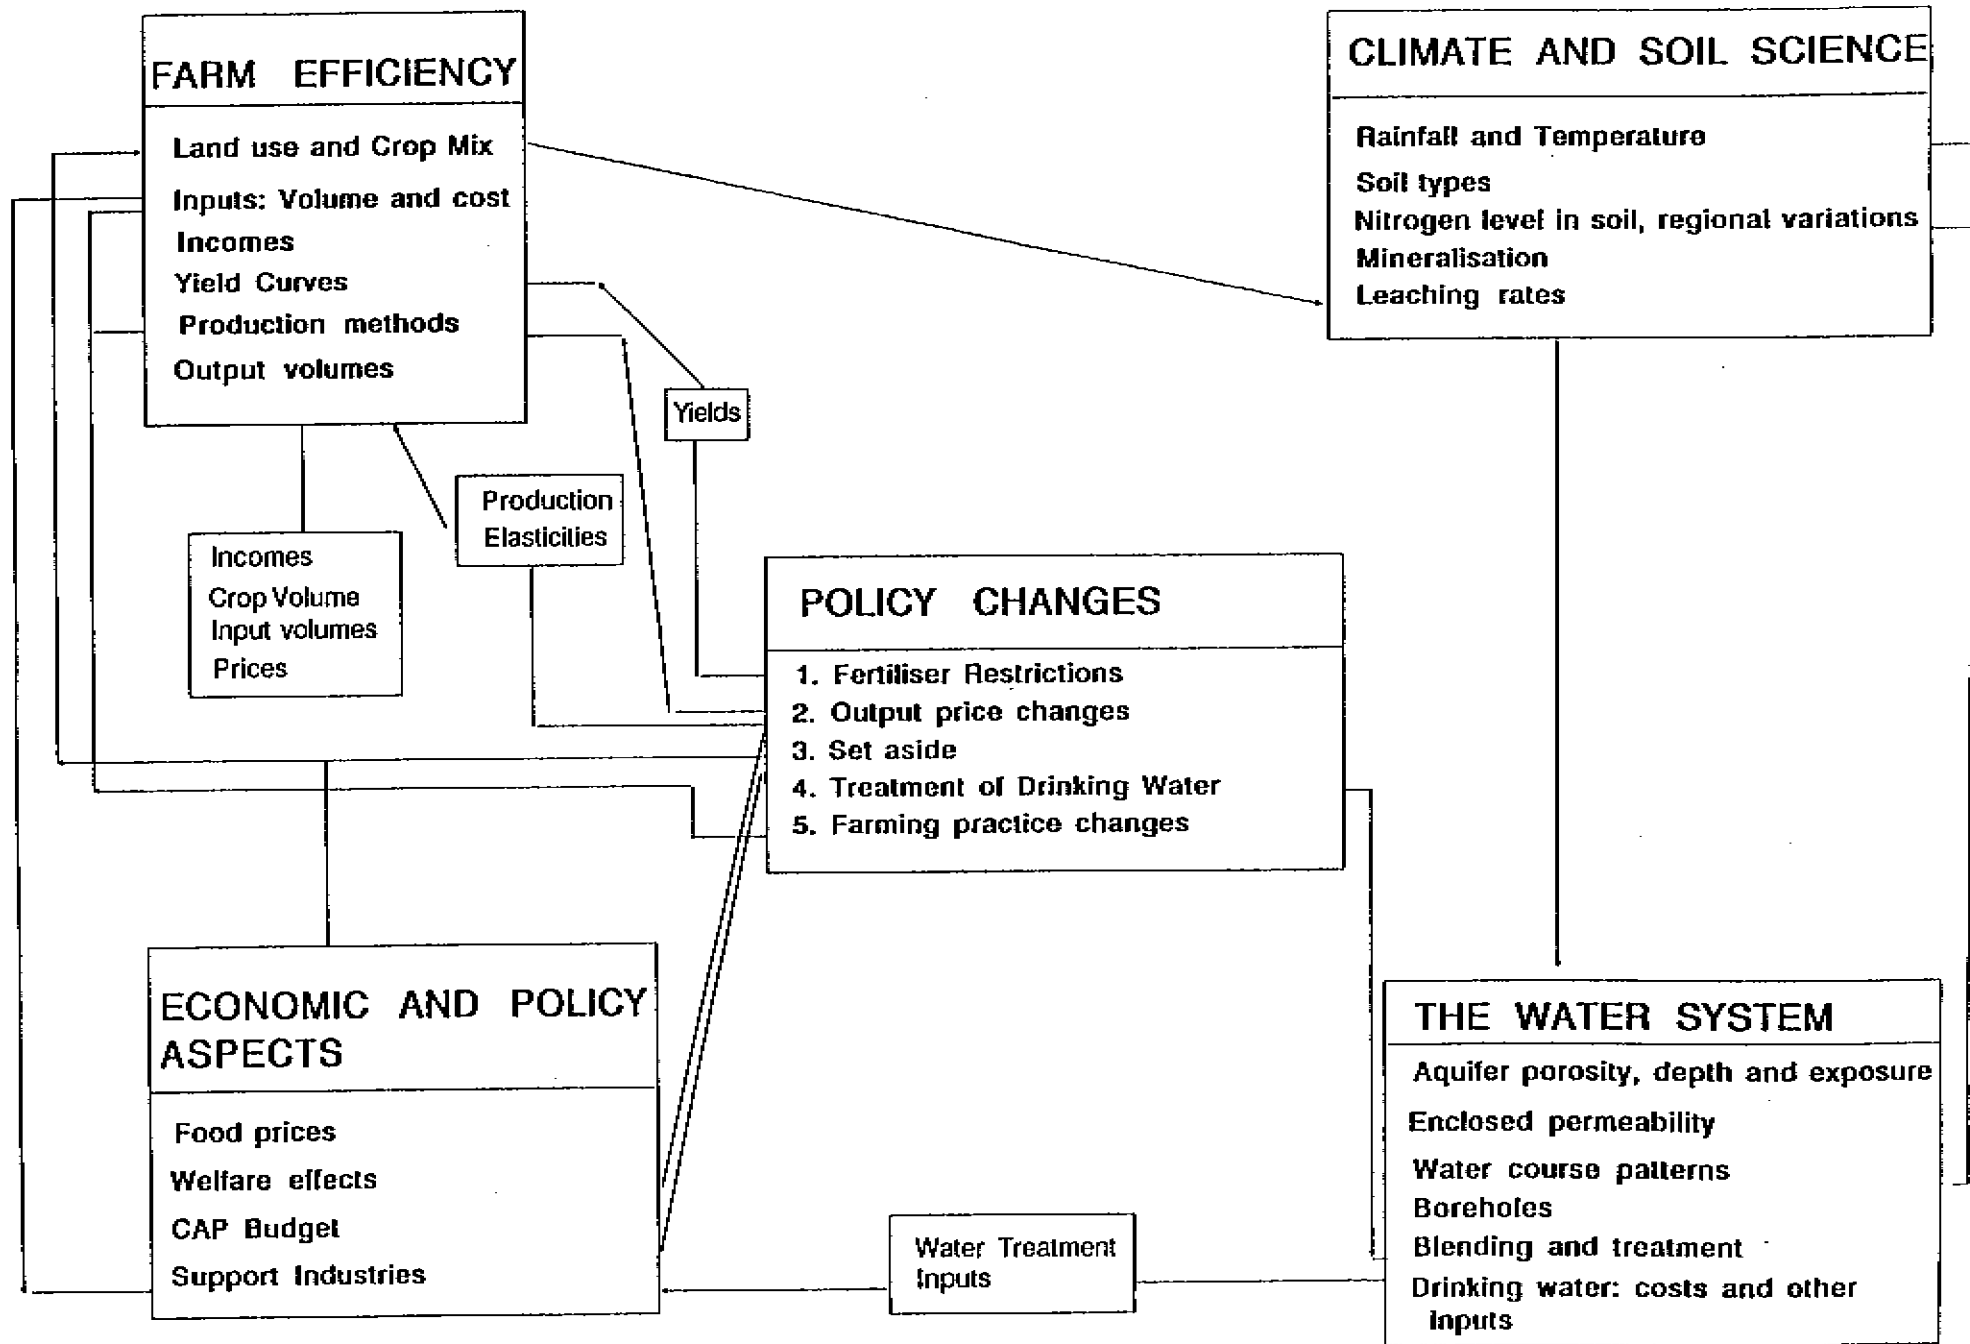 FARM EFFICIENCY
Land use and Crop Mix
Inputs: Volume and cost
Incomes
Yield Curves
Production methods
Output volumes
CLIMATE AND SOIL SCIENCE
Rainfall and Temperature
Soil types
Nitrogen level in soil, regional variations
Mineralisation
Leaching rates
Yields
Production
Elasticities
Incomes
Crop Volume
Input volumes
Prices
POLICY CHANGES
1. Fertiliser Restrictions
2. Output price changes
3. Set aside
4. Treatment of Drinking Water
5. Farming practice changes
ECONOMIC AND POLICY
ASPECTS
Food prices
Welfare effects
CAP Budget
Support Industries
Water Treatment
Inputs
THE WATER SYSTEM
Aquifer porosity, depth and exposure
Enclosed permeability
Water course patterns
Boreholes
Blending and treatment
Drinking water: costs and other
inputs